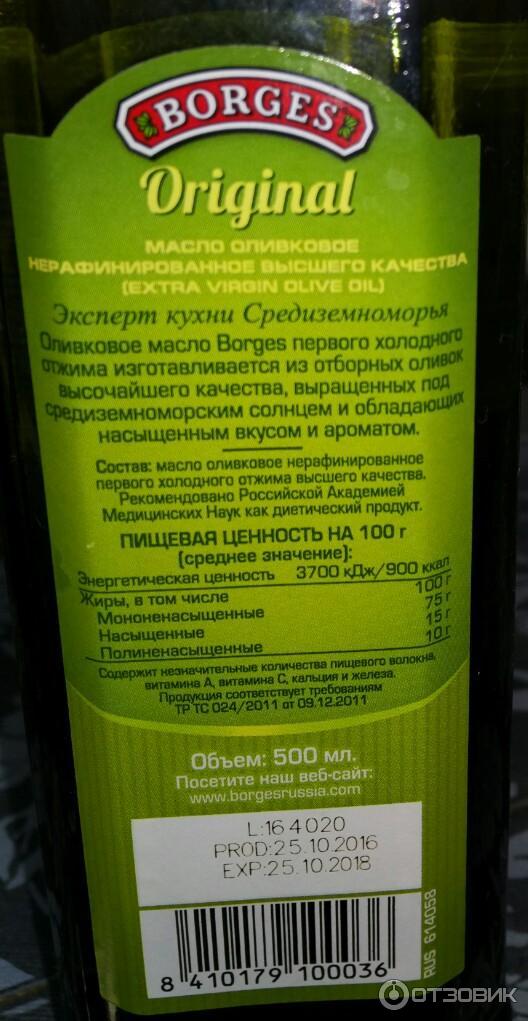 BORGES
Original
МАСЛО ОЛИВКОВОЕ
НЕРАФИНИРОВАННОЕ ВЫСШЕГО КАЧЕСТВА
(EXTRA VIRGIN OLIVE OIL)
Эксперт кухни Средиземноморья
Оливковое масло Borges первого холодного
отжима изготавливается из отборных оливок
высочайшего качества, выращенных под
средиземноморским солнцем и обладающих
насыщенным вкусом и ароматом.
Состав: масло оливковое нерафинированное
первого холодного отжима высшего качества.
Рекомендовано Российской Академией
Медицинских Наук как диетический продукт.
ПИЩЕВАЯ ЦЕННОСТЬ НА 100 г
(среднее значение):
Энергетическая ценность 3700 кДж/900 ккал
Жиры, в том числе 100 г
Мононенасыщенные 75 г
Насыщенные 15 г
Полиненасыщенные 10 г
Содержит незначительные количества пищевого волокна,
витамина А, витамина С, кальция и железа.
Продукция соответствует требованиям
ТР ТС 024/2011 от 09.12.2011
Объем: 500 мл.
Посетите наш веб-сайт:
www.borgesrussia.com
L:16 4020
PROD:25.10.2016
EXP:25.10.2018
8 410179 100036
RUS 614058
ОТЗОВИК